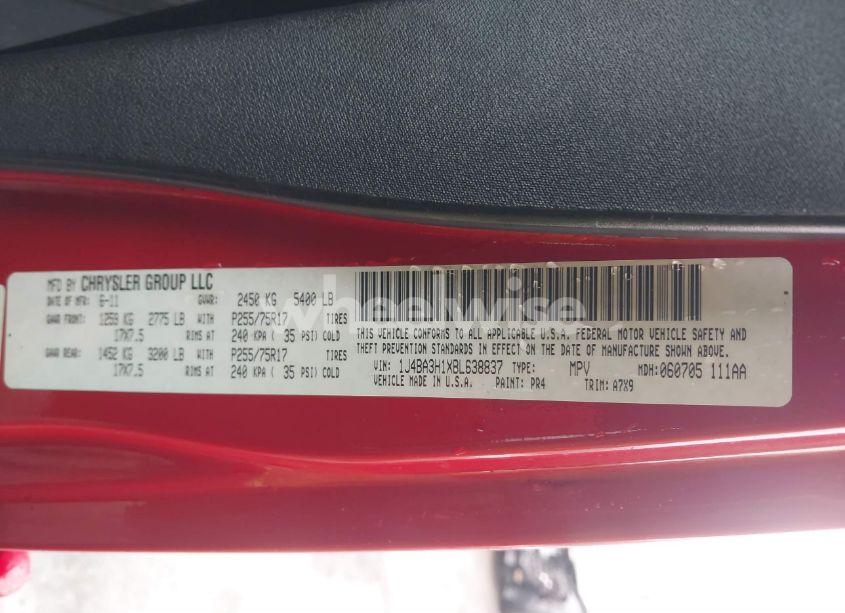 MFD BY CHRYSLER GROUP LLC
DATE OF MFR: 6-11 GVWR: 2450 KG 5400 LB
GAWR FRONT: 1259 KG 2775 LB WITH P255/75R17 TIRES
17X7.5 RIMS AT 240 KPA ( 35 PSI) COLD
GAWR REAR: 1452 KG 3200 LB WITH P255/75R17 TIRES
17X7.5 RIMS AT 240 KPA ( 35 PSI) COLD
THIS VEHICLE CONFORMS TO ALL APPLICABLE U.S.A. FEDERAL MOTOR VEHICLE SAFETY AND
THEFT PREVENTION STANDARDS IN EFFECT ON THE DATE OF MANUFACTURE SHOWN ABOVE.
VIN: 1J4BA3H1XBL638837 TYPE: MPV MDH: 060705 111AA
VEHICLE MADE IN U.S.A. PAINT: PR4 TRIM: A7X9
wheelwise